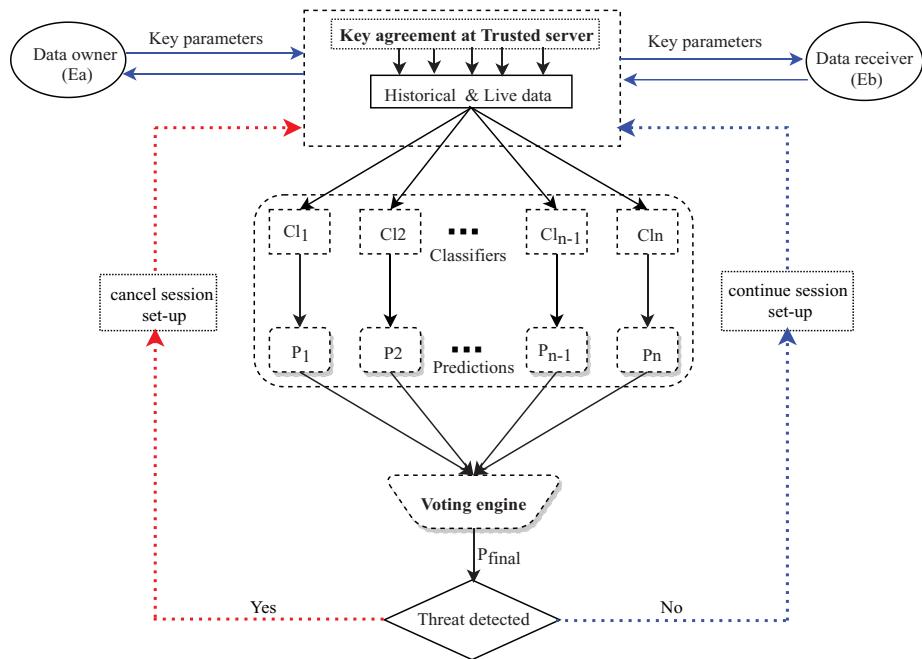 Key agreement at Trusted server
Data owner
(Ea)
Key parameters
Key parameters
Data receiver
(Eb)
Historical & Live data
Cl1
Cl2
Cln-1
Cln
Classifiers
cancel session
set-up
continue session
set-up
P1
P2
Pn-1
Pn
Predictions
Voting engine
Pfinal
Yes
Threat detected
No